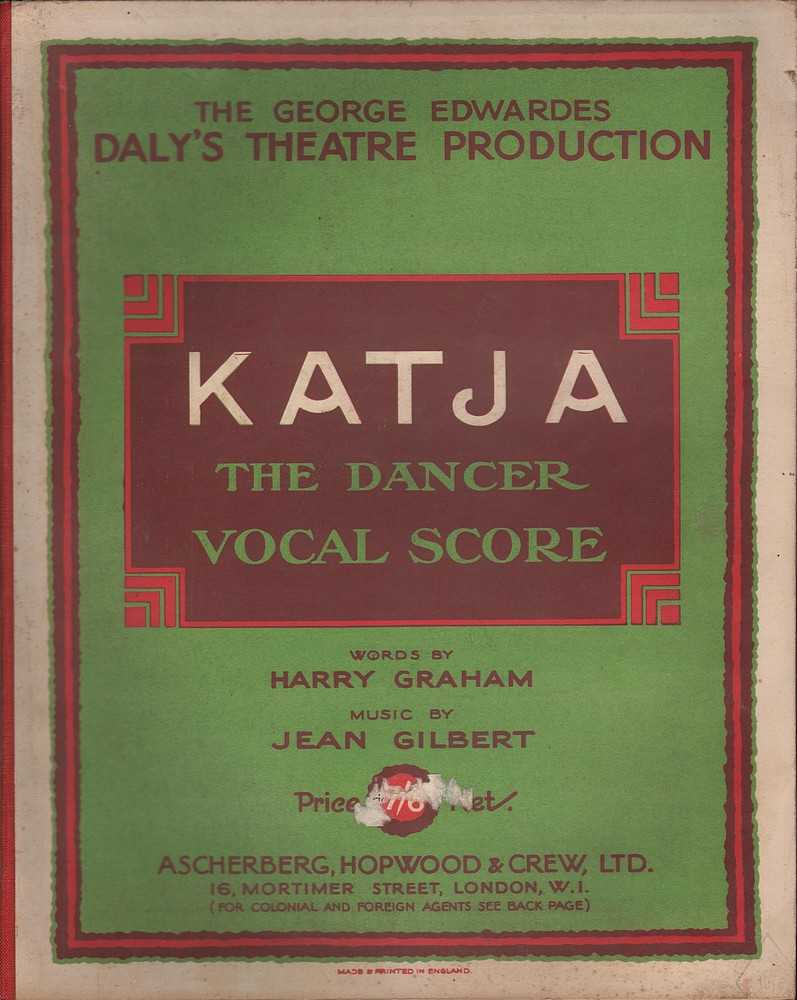 THE GEORGE EDWARDES
DALY'S THEATRE PRODUCTION
KATJA
THE DANCER
VOCAL SCORE
WORDS BY
HARRY GRAHAM
MUSIC BY
JEAN GILBERT
Price 7/6 Net.
ASCHERBERG, HOPWOOD & CREW, LTD.
16, MORTIMER STREET, LONDON, W.1.
(FOR COLONIAL AND FOREIGN AGENTS SEE BACK PAGE)
MADE & PRINTED IN ENGLAND.